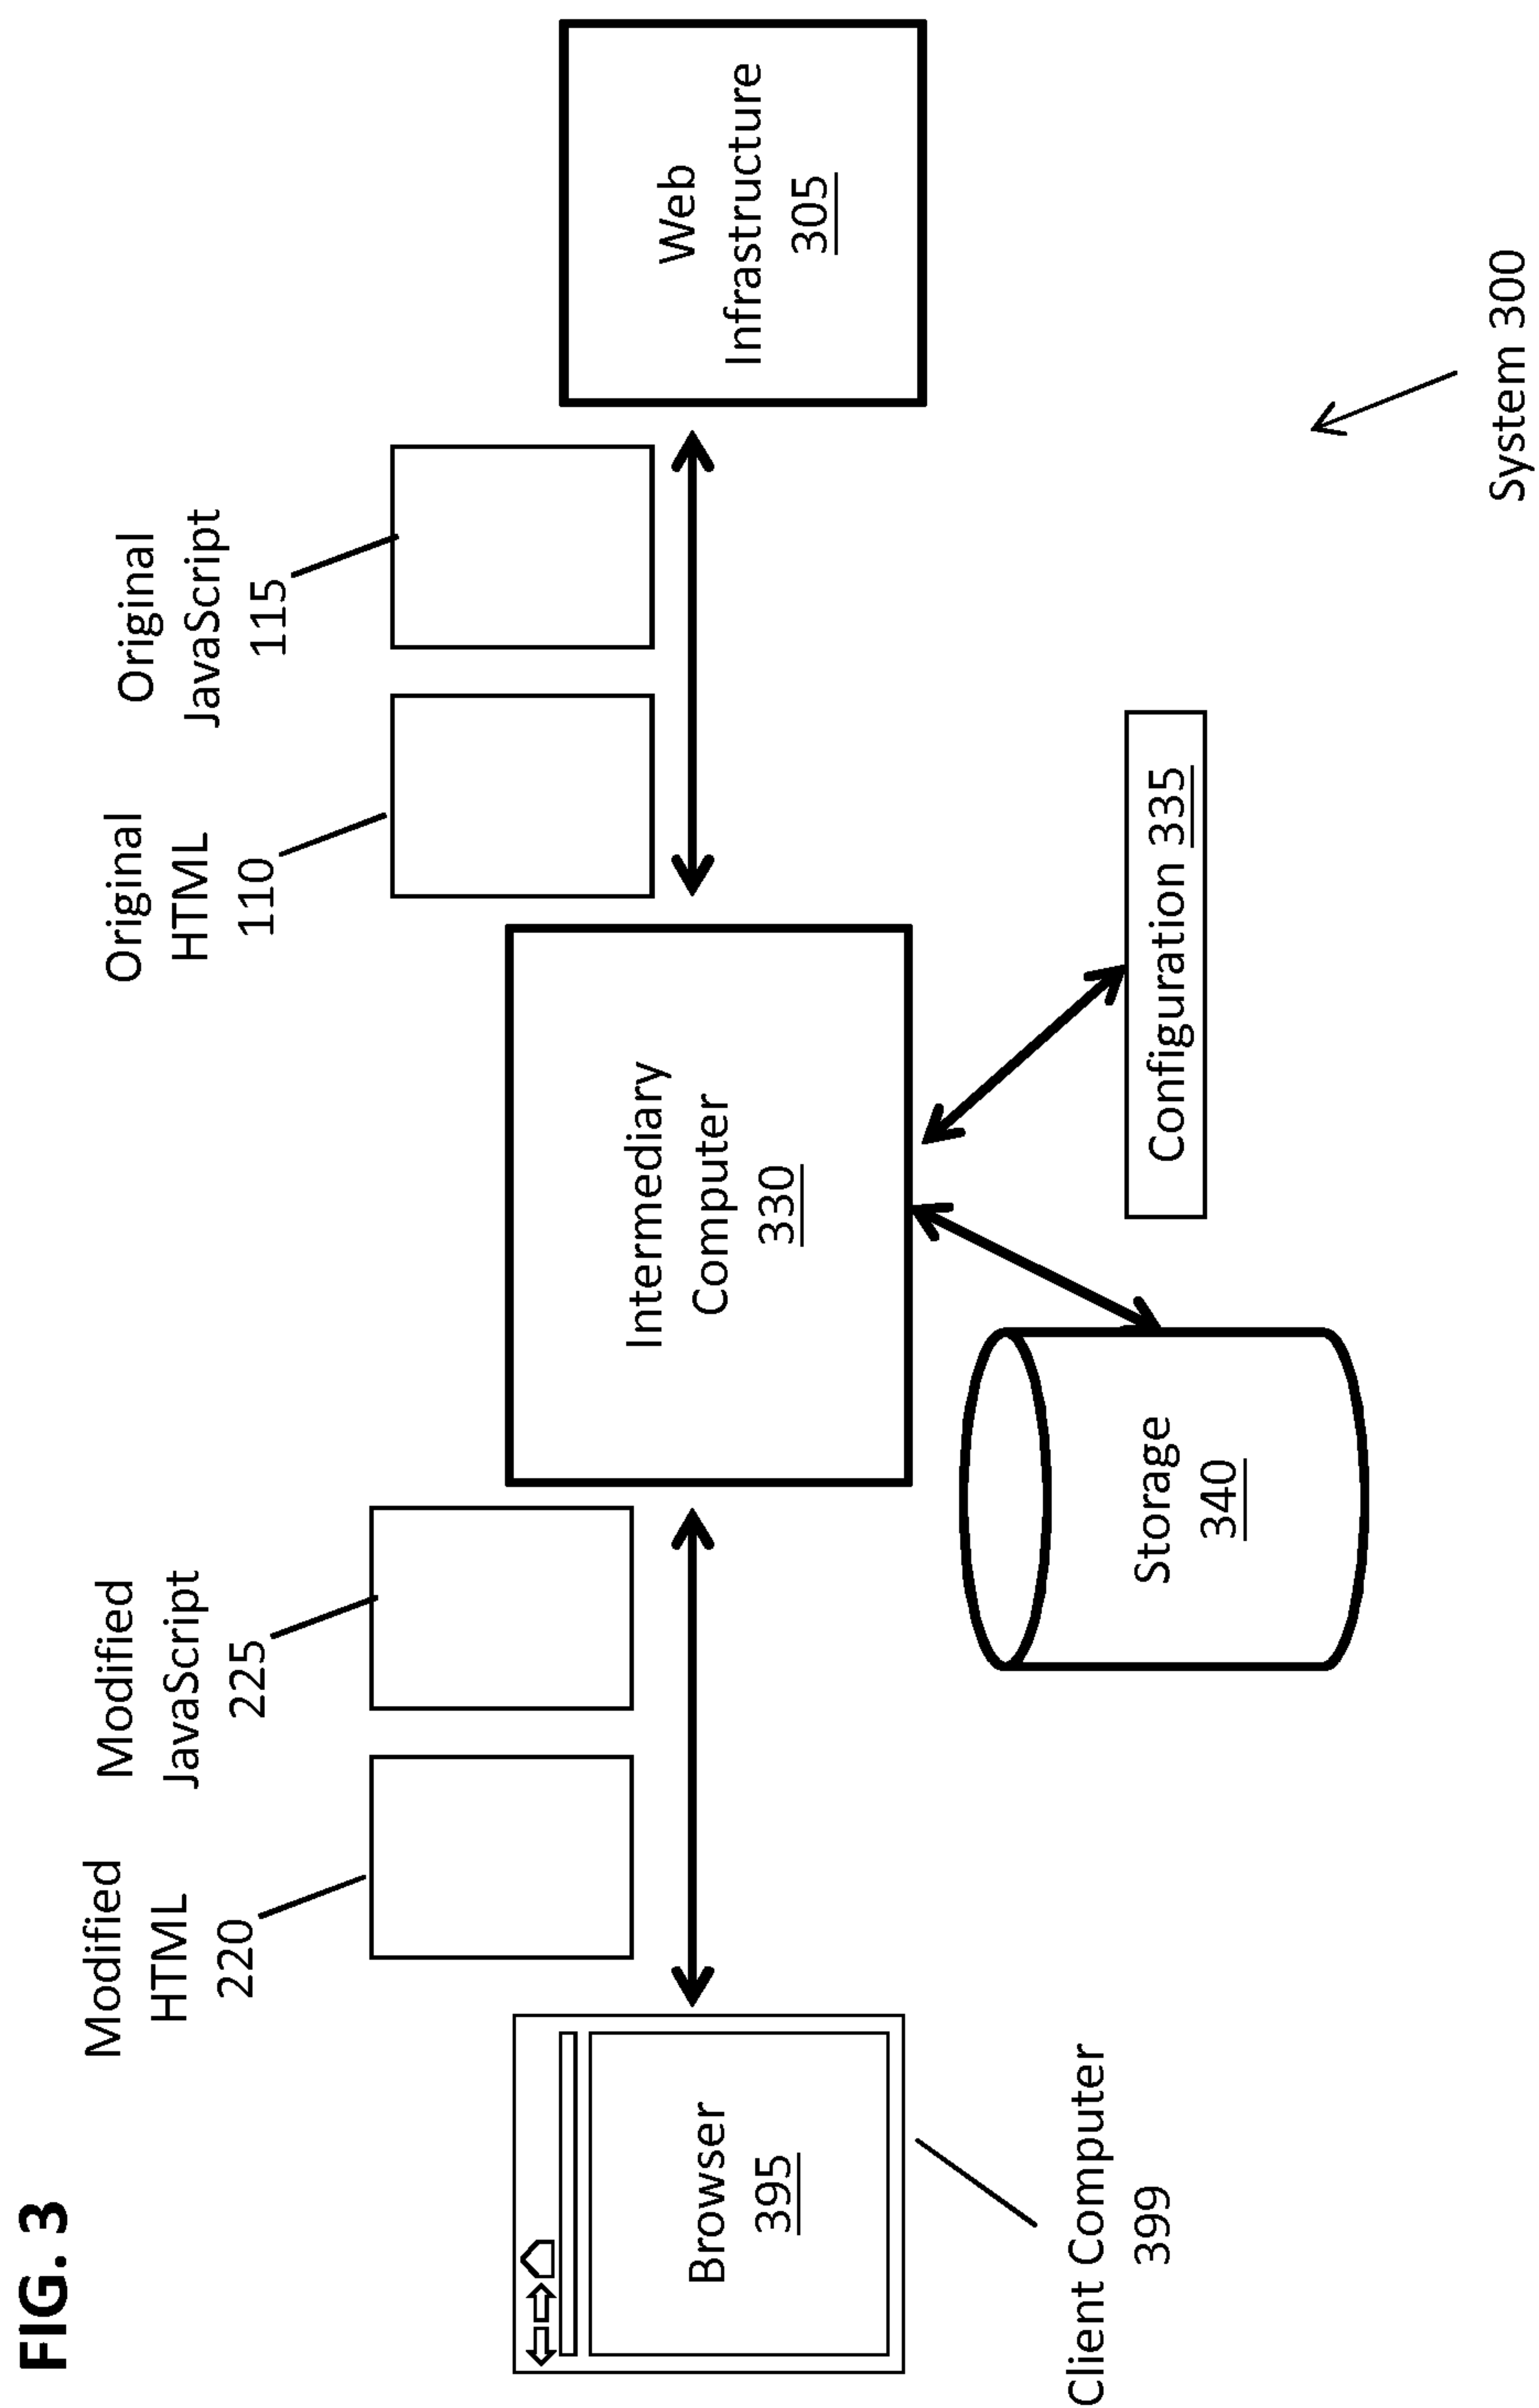 FIG. 3
Modified
HTML
220
Modified
JavaScript
225
Original
HTML
110
Original
JavaScript
115
Browser
395
Intermediary
Computer
330
Web
Infrastructure
305
Client Computer
399
Storage
340
Configuration 335
System 300